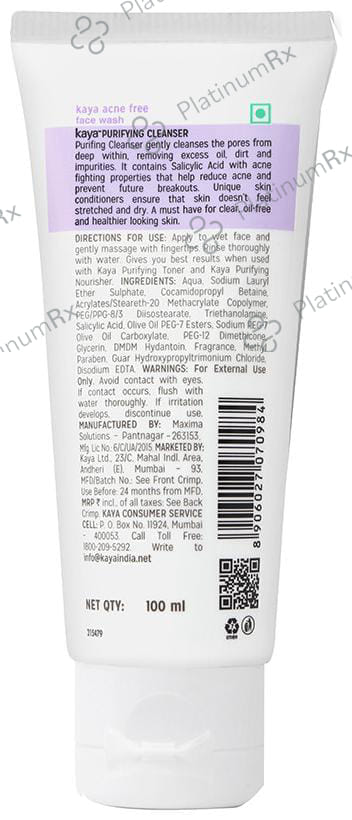 PlatinumRx
kaya acne free
face wash
kaya PURIFYING CLEANSER
Purifing Cleanser gently cleanses the pores from
deep within, removing excess oil, dirt and
impurities. It contains Salicylic Acid with acne
fighting properties that help reduce acne and
prevent future breakouts. Unique skin
conditioners ensure that skin doesn't feel
stretched and dry. A must have for clear, oil-free
and healthier looking skin.
DIRECTIONS FOR USE: Apply to wet face and
gently massage with fingertips. Rinse thoroughly
with water. Gives you best results when used
with Kaya Purifying Toner and Kaya Purifying
Nourisher. INGREDIENTS: Aqua, Sodium Lauryl
Ether Sulphate, Cocamidopropyl Betaine,
Acrylates/Steareth-20 Methacrylate Copolymer,
PEG/PPG-8/3 Diisostearate, Triethanolamine,
Salicylic Acid, Olive Oil PEG-7 Esters, Sodium PEG-7
Olive Oil Carboxylate, PEG-12 Dimethicone,
Glycerin, DMDM Hydantoin, Fragrance, Methyl
Paraben, Guar Hydroxypropyltrimonium Chloride,
Disodium EDTA. WARNINGS: For External Use
Only. Avoid contact with eyes.
If contact occurs, flush with
water thoroughly. If irritation
develops, discontinue use.
MANUFACTURED BY: Maxima
Solutions - Pantnagar -263153.
Mfg. Lic No.: 6/C/UA/2015. MARKETED BY:
Kaya Ltd., 23/C, Mahal Indl. Area,
Andheri (E), Mumbai - 93.
MFD/Batch No.: See Front Crimp.
Use Before: 24 months from MFD.
MRP ₹ incl., of all taxes: See Back
Crimp. KAYA CONSUMER SERVICE
CELL: P. O. Box No. 11924, Mumbai
- 400053. Call Toll Free:
1800-209-5292. Write to
info@kayaindia.net
8906027070984
NET QTY: 100 ml
215479